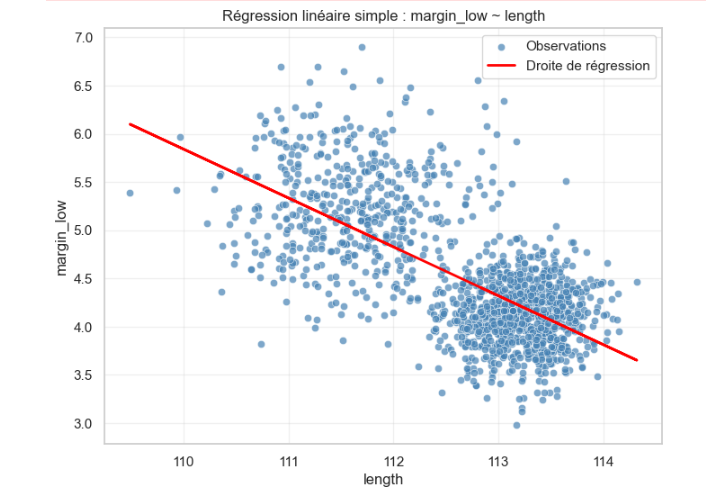 Régression linéaire simple : margin_low ~ length
Observations
Droite de régression
7.0
6.5
6.0
5.5
5.0
4.5
4.0
3.5
3.0
margin_low
110
111
112
113
114
length